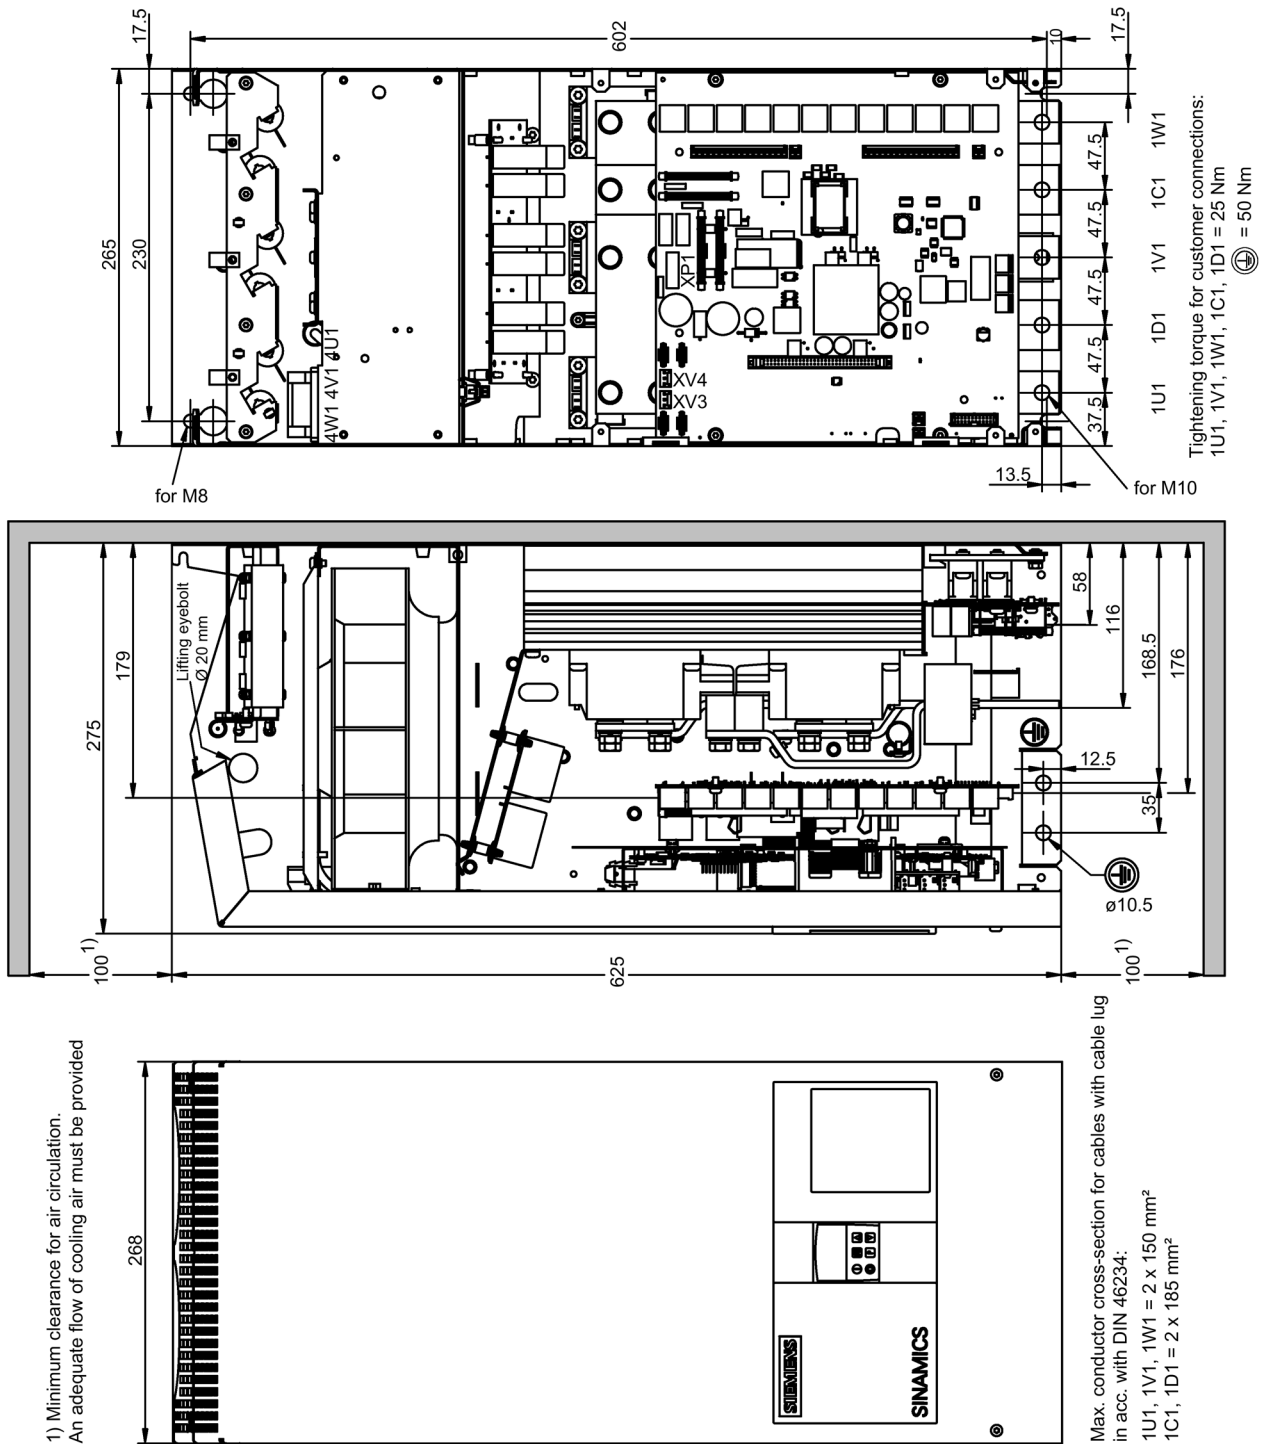 17.5
602
10
17.5
265
230
4W1 4V1 4U1
XP1
XV4
XV3
47.5
47.5
47.5
47.5
37.5
13.5
for M8
for M10
1U1
1D1
1V1
1C1
1W1
Tightening torque for customer connections:
1U1, 1V1, 1W1, 1C1, 1D1 = 25 Nm
= 50 Nm
Lifting eyebolt
Ø 20 mm
179
275
58
116
168.5
176
12.5
35
ø10.5
100 1)
625
100 1)
1) Minimum clearance for air circulation.
An adequate flow of cooling air must be provided
268
SIEMENS
SINAMICS
Max. conductor cross-section for cables with cable lug
in acc. with DIN 46234:
1U1, 1V1, 1W1 = 2 x 150 mm²
1C1, 1D1 = 2 x 185 mm²